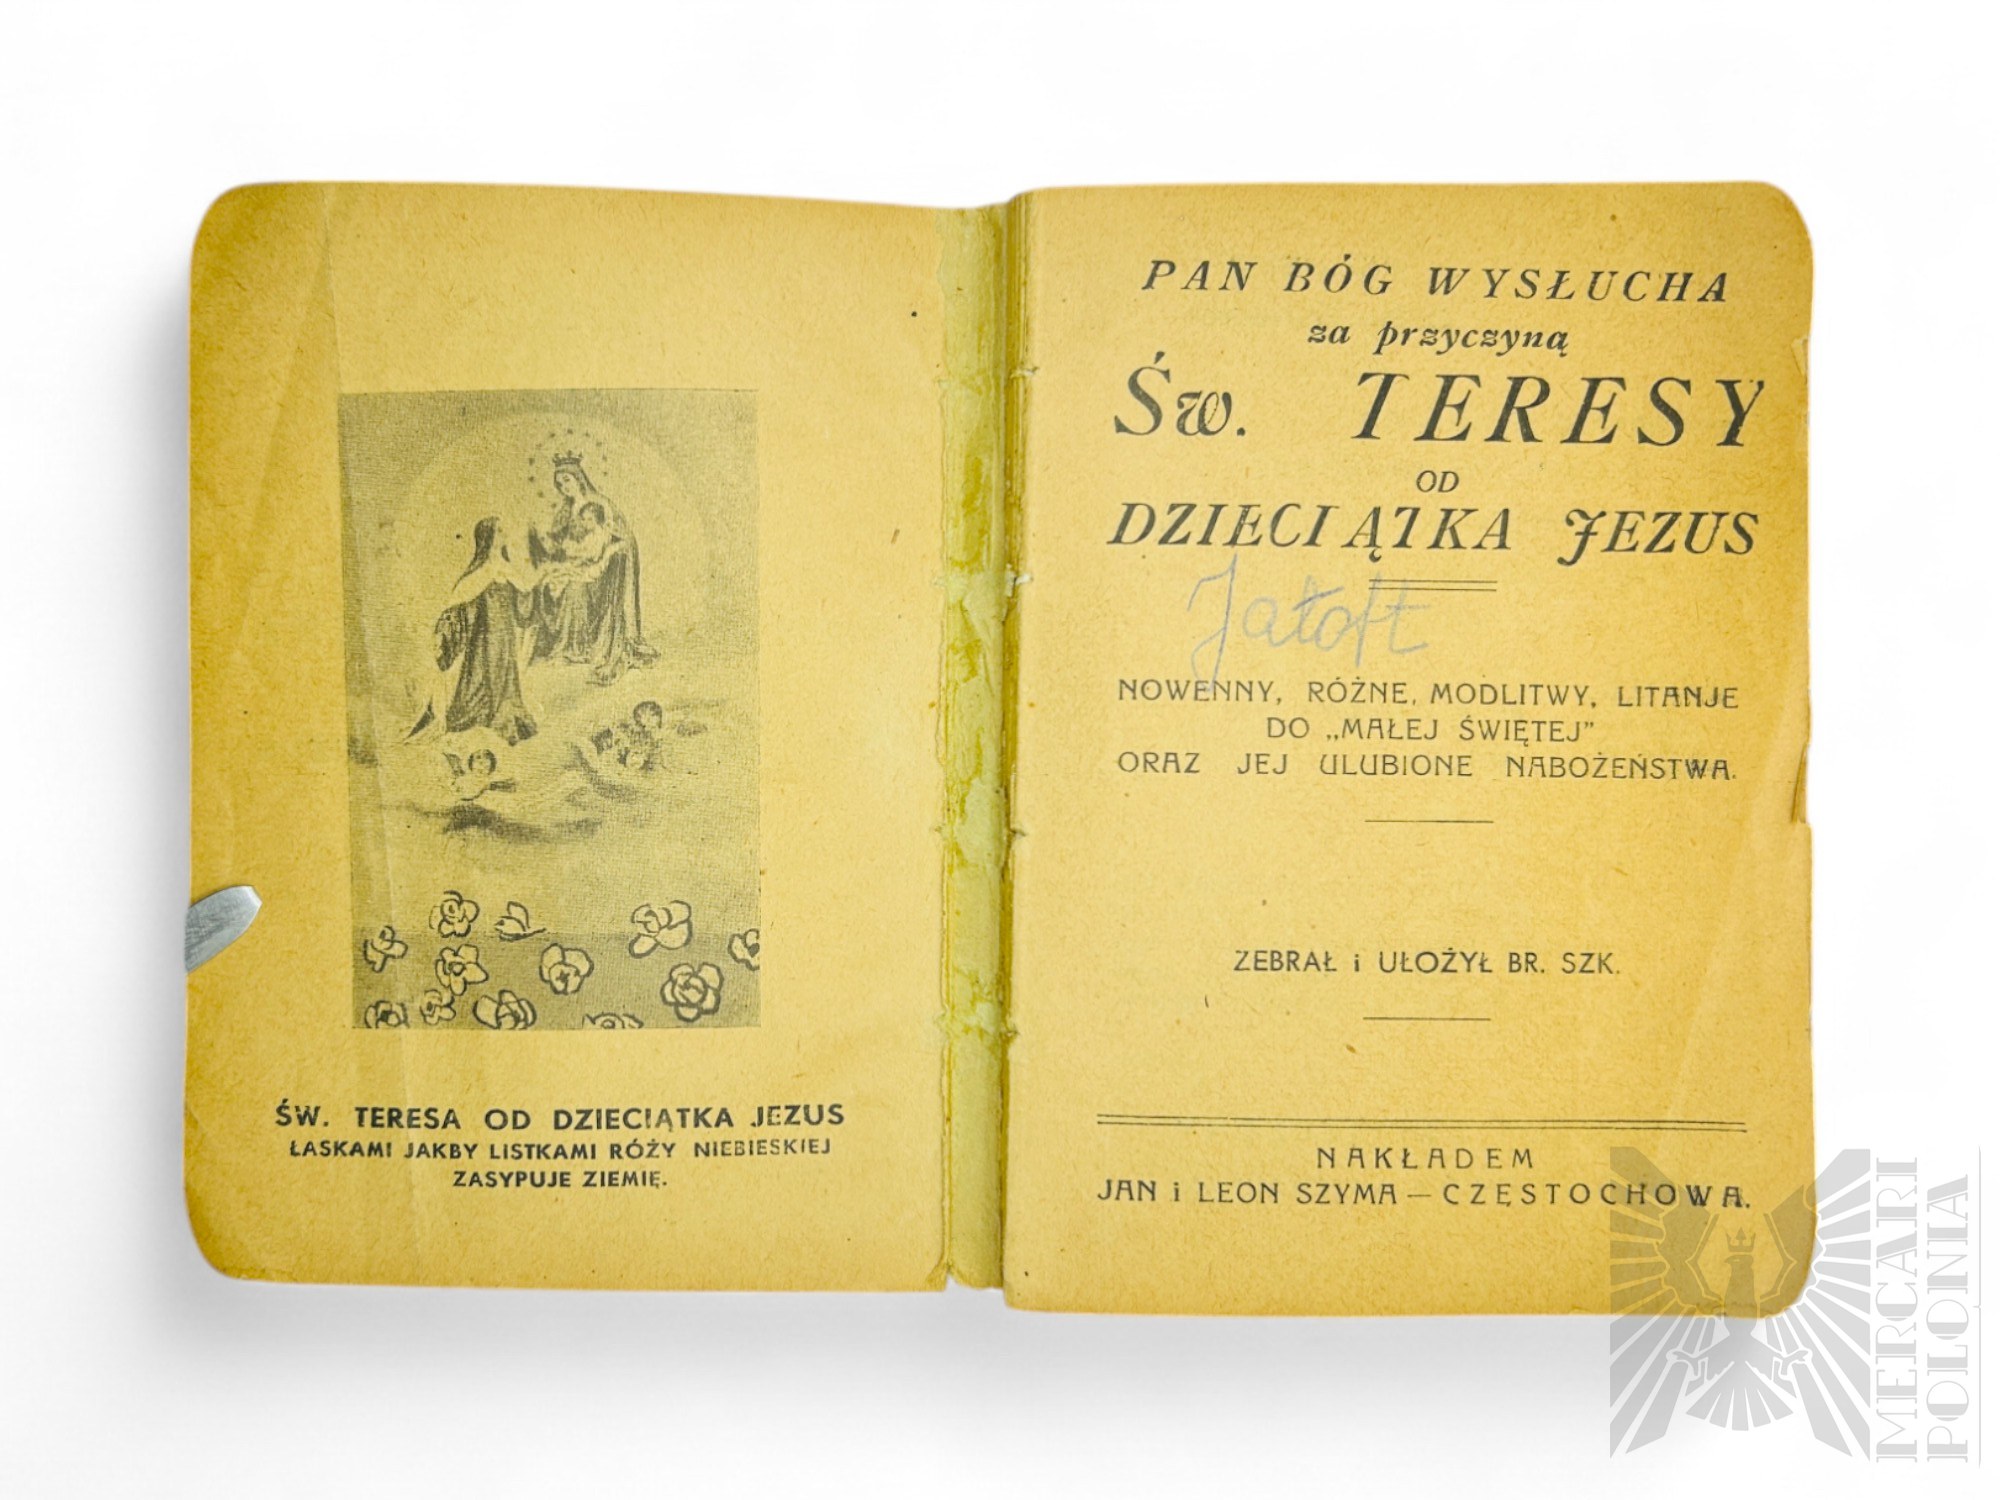 ŚW. TERESA OD DZIECIĄTKA JEZUS
ŁASKAMI JAKBY LISTKAMI RÓŻY NIEBIESKIEJ
ZASYPUJE ZIEMIĘ.
PAN BÓG WYSŁUCHA
za przyczyną
Św. TERESY
OD
DZIECIĄTKA JEZUS
NOWENNY, RÓŻNE, MODLITWY, LITANJE
DO „MAŁEJ ŚWIĘTEJ”
ORAZ JEJ ULUBIONE NABOŻEŃSTWA.
ZEBRAŁ i UŁOŻYŁ BR. SZK.
NAKŁADEM
JAN i LEON SZYMA — CZĘSTOCHOWA.
MERCARI
POLONIA